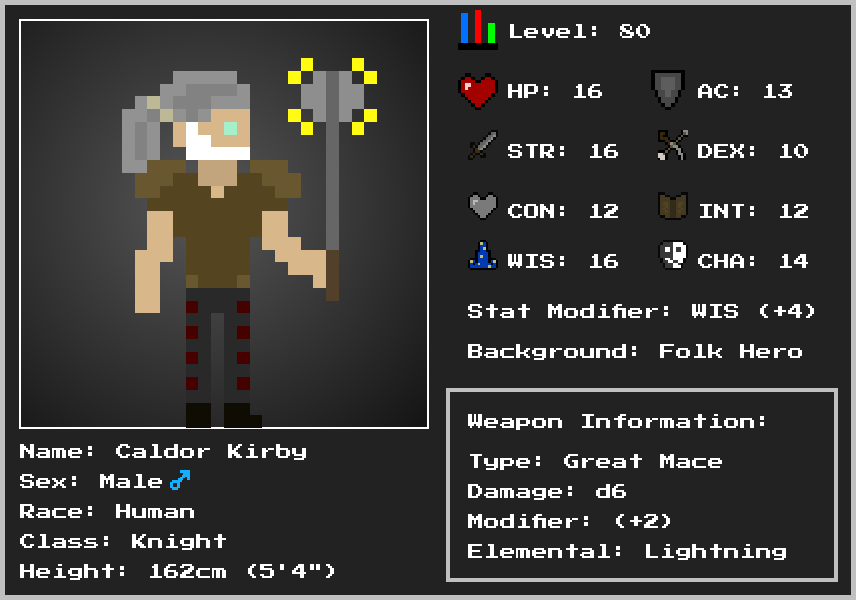 Level: 80
HP: 16
AC: 13
STR: 16
DEX: 10
CON: 12
INT: 12
WIS: 16
CHA: 14
Stat Modifier: WIS (+4)
Background: Folk Hero
Weapon Information:
Type: Great Mace
Damage: d6
Modifier: (+2)
Elemental: Lightning
Name: Caldor Kirby
Sex: Male♂
Race: Human
Class: Knight
Height: 162cm (5'4")